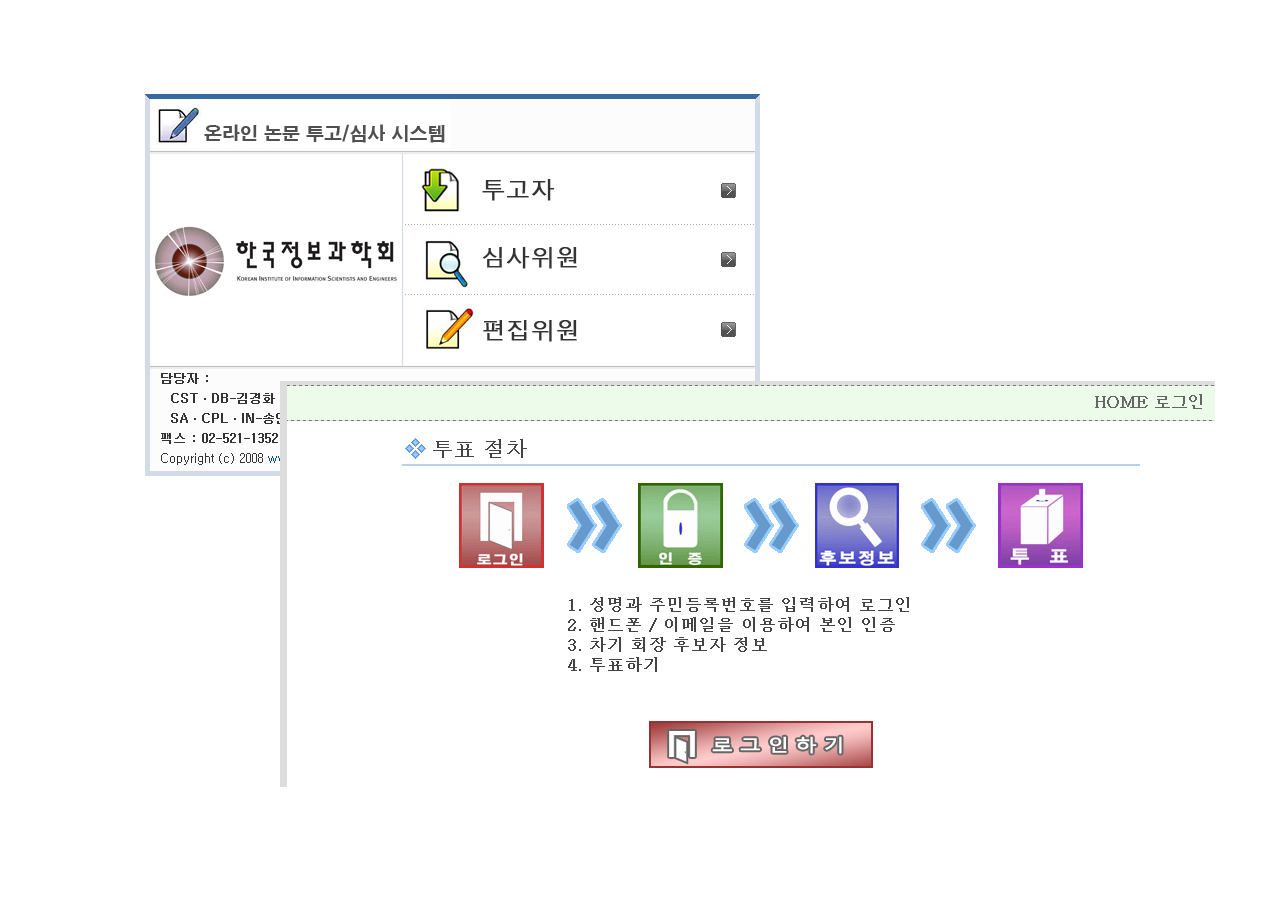 온라인 논문 투고/심사 시스템
한국정보과학회
KOREAN INSTITUTE OF INFORMATION SCIENTISTS AND ENGINEERS
투고자
심사위원
편집위원
담당자 :
CST · DB-김경화
SA · CPL · IN-송
팩스 : 02-521-1352
Copyright (c) 2008
HOME 로그인
투표 절차
로그인
인 증
후보정보
투 표
1. 성명과 주민등록번호를 입력하여 로그인
2. 핸드폰 / 이메일을 이용하여 본인 인증
3. 차기 회장 후보자 정보
4. 투표하기
로그인하기